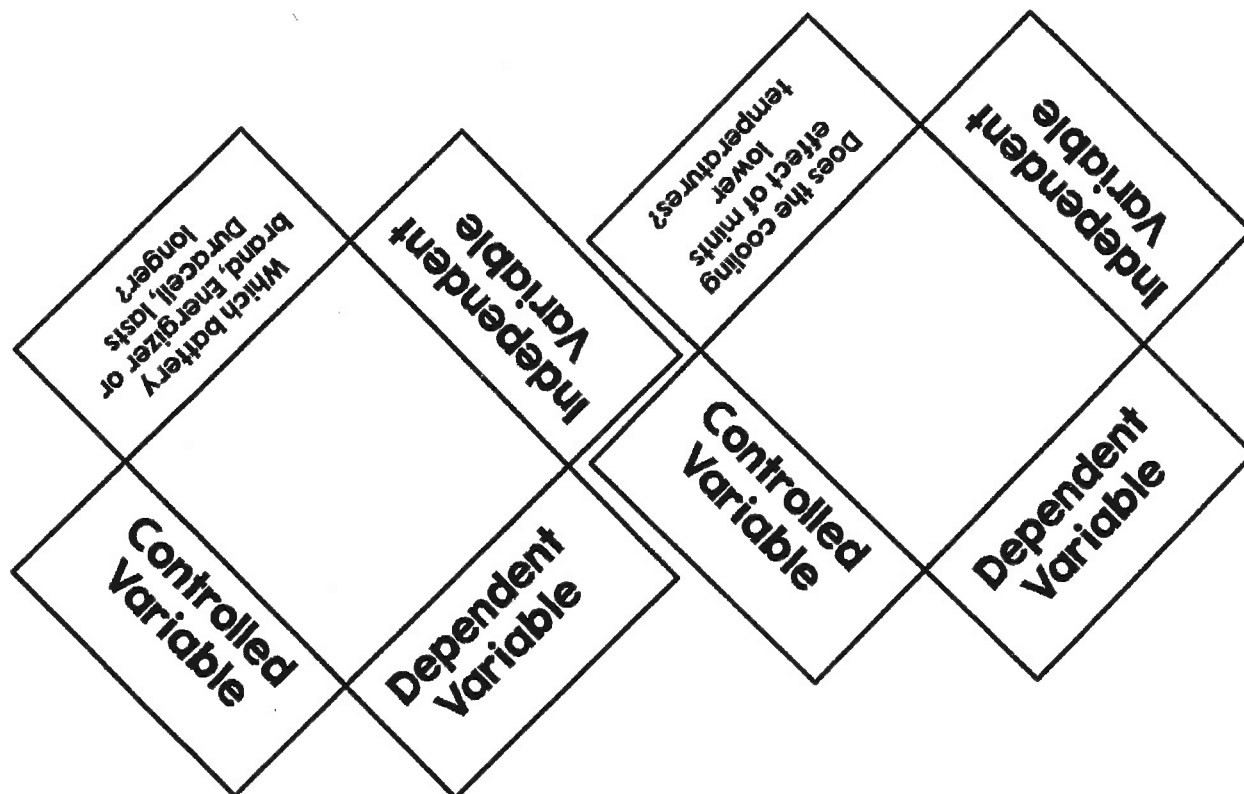 Which battery
brand, Energizer or
Duracell, lasts
longer?
Independent
Variable
Controlled
Variable
Dependent
Variable
Does the cooling
effect of mints
lower
temperatures?
Independent
Variable
Controlled
Variable
Dependent
Variable